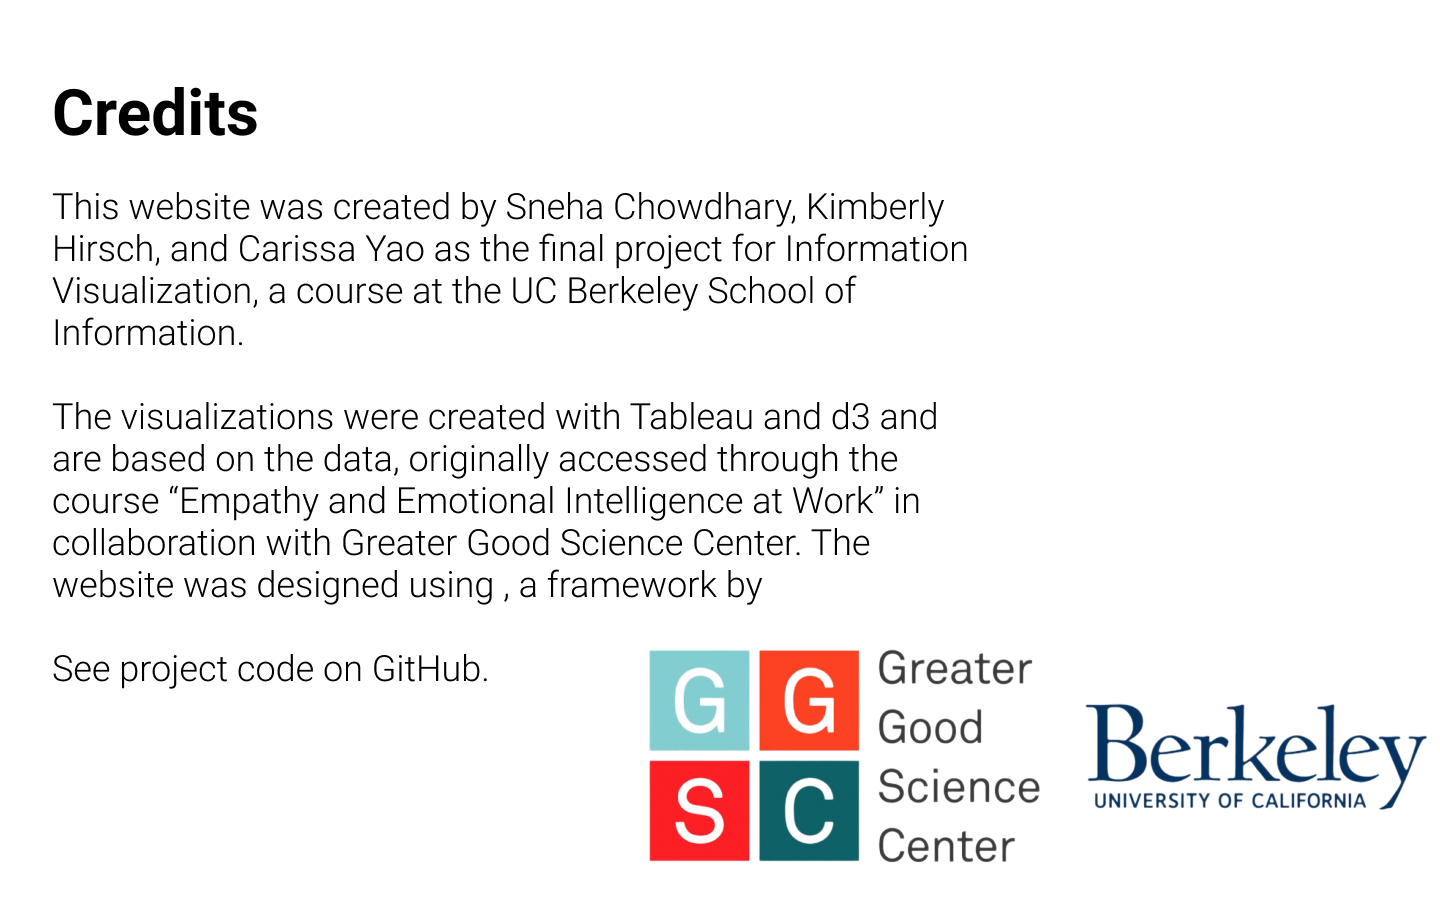 Credits
This website was created by Sneha Chowdhary, Kimberly
Hirsch, and Carissa Yao as the final project for Information
Visualization, a course at the UC Berkeley School of
Information.
The visualizations were created with Tableau and d3 and
are based on the data, originally accessed through the
course “Empathy and Emotional Intelligence at Work” in
collaboration with Greater Good Science Center. The
website was designed using , a framework by
See project code on GitHub.
G G
S C
Greater
Good
Science
Center
Berkeley
UNIVERSITY OF CALIFORNIA